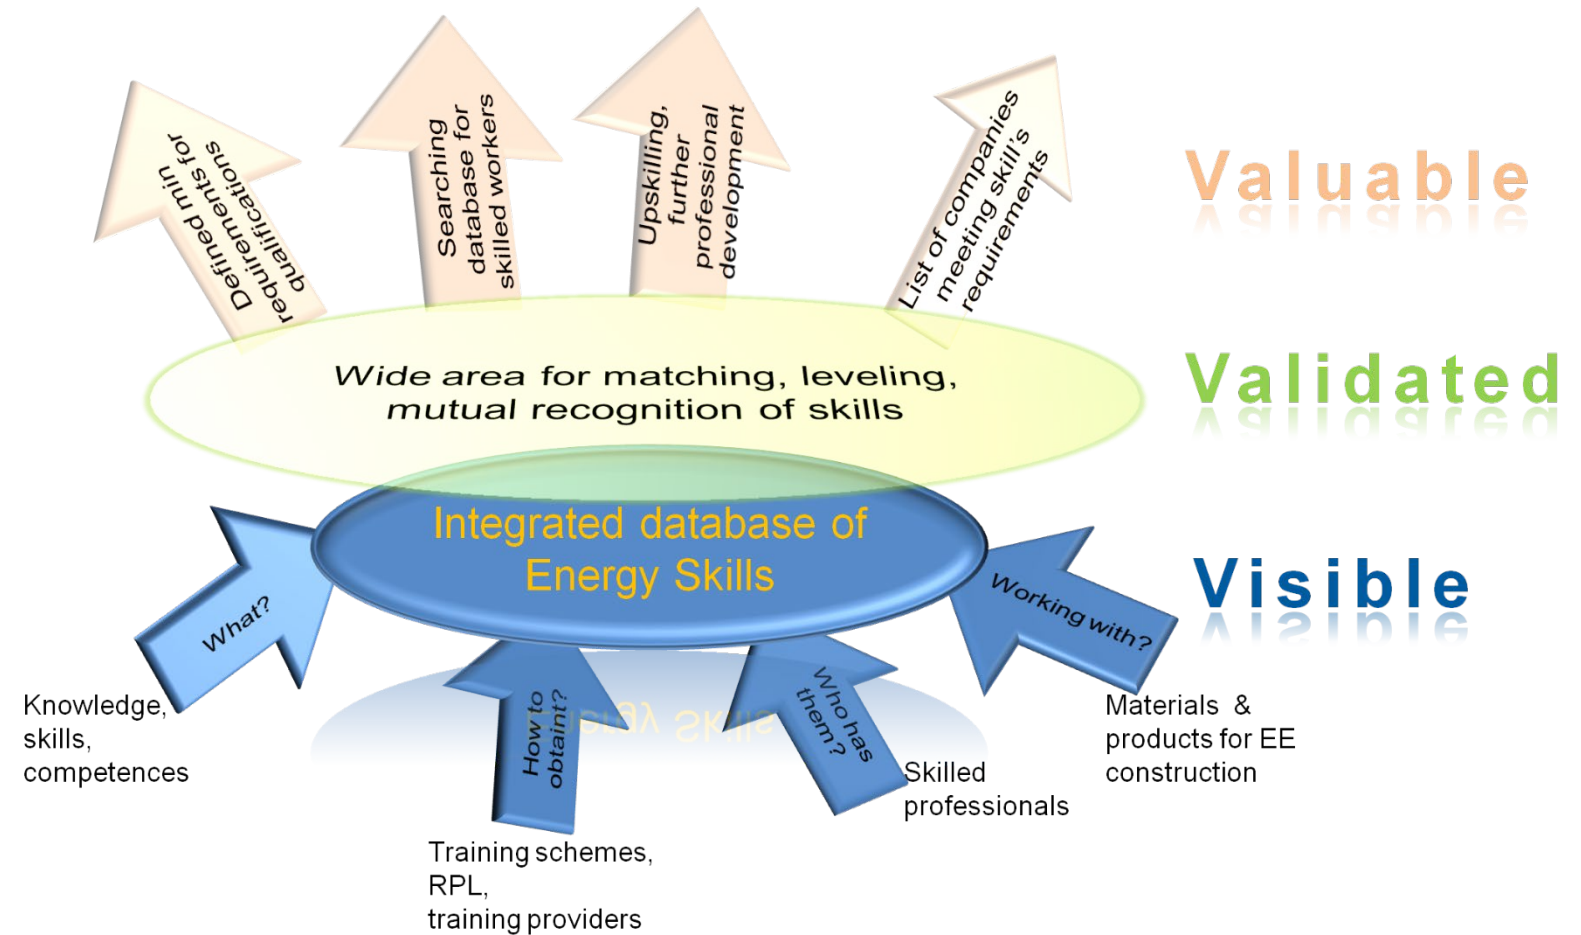 Defined min
requirements for
qualifications
Searching
database for
skilled workers
Upskilling,
further
professional
development
List of companies
meeting skill's
requirements
Valuable
Wide area for matching, leveling,
mutual recognition of skills
Validated
Integrated database of
Energy Skills
Visible
What?
Knowledge,
skills,
competences
How to
obtaint?
Training schemes,
RPL,
training providers
Who has
them?
Skilled
professionals
Working with?
Materials & 
products for EE
construction